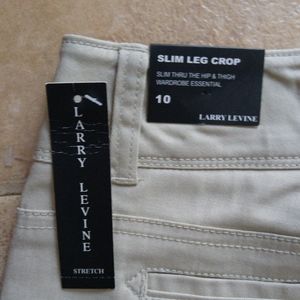 SLIM LEG CROP
SLIM THRU THE HIP & THIGH
WARDROBE ESSENTIAL
10
LARRY LEVINE
LARRY LEVINE
STRETCH